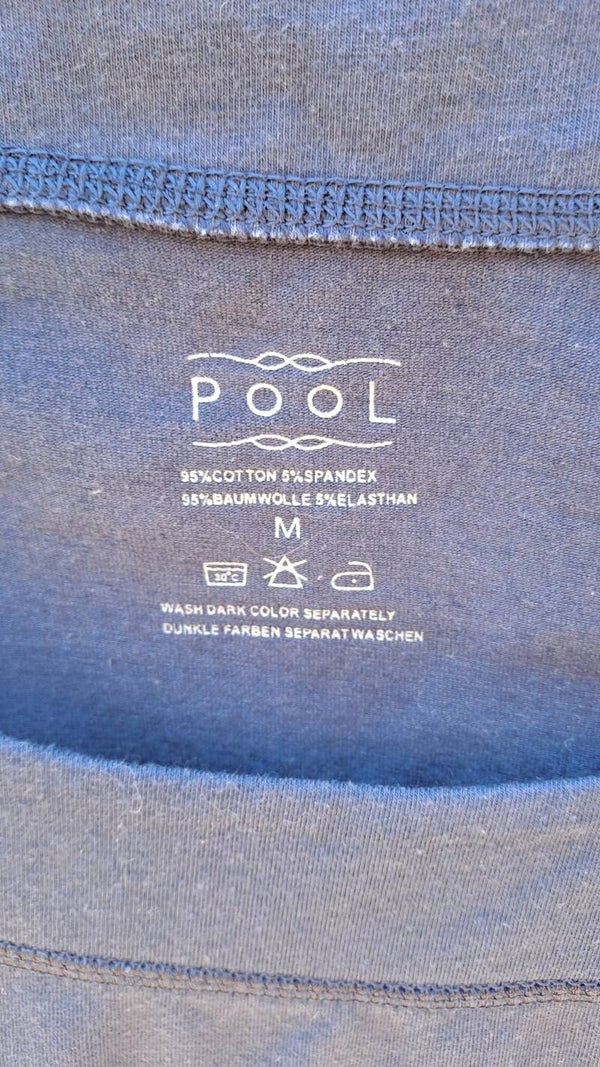 POOL
95%COTTON 5%SPANDEX
95%BAUMWOLLE 5%ELASTHAN
M
30°C
WASH DARK COLOR SEPARATELY
DUNKLE FARBEN SEPARAT WASCHEN